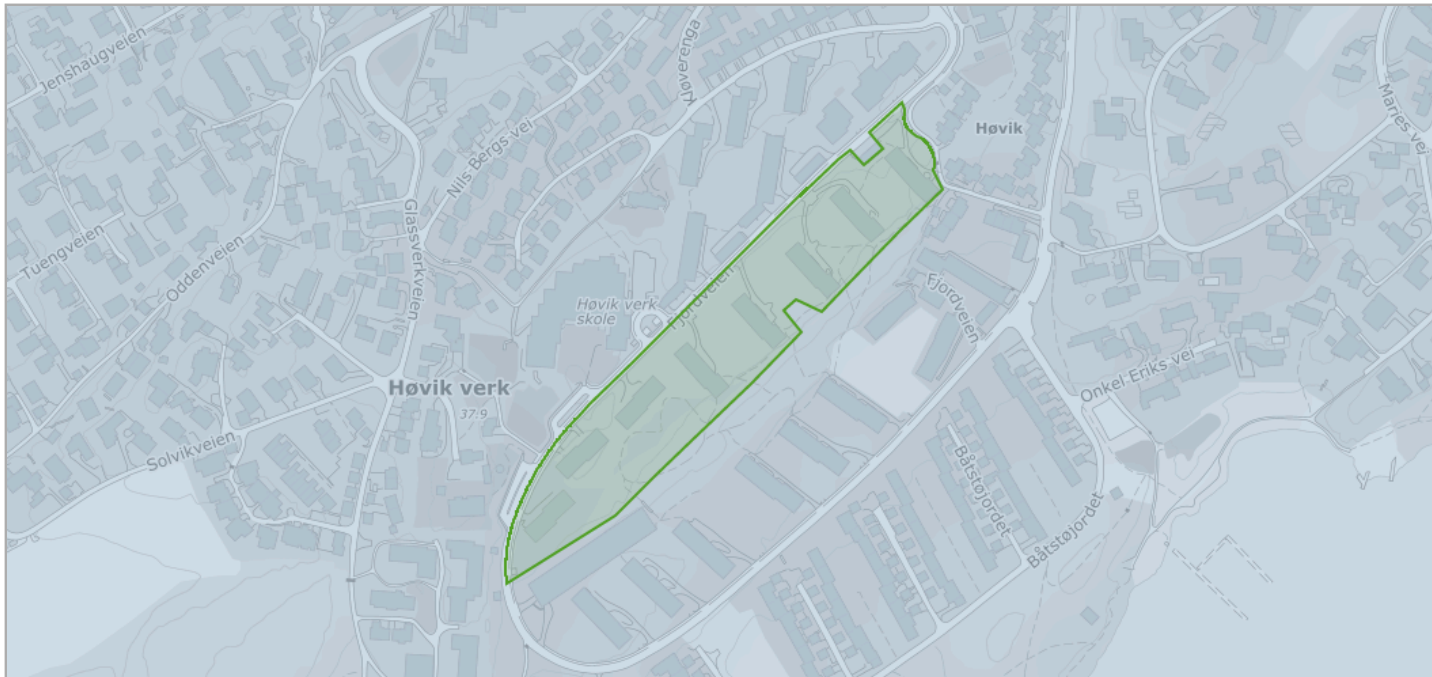 Jenshaugveien
Kløverenga
Maries vei
Nils Bergs vei
Høvik
Tuengveien
Oddenveien
Glassverkveien
Høvik verk
skole
Fjordveien
Fjordveien
Høvik verk
37.9
Onkel Eriks vei
Solvikveien
Båtstøjordet
Båtstøjordet